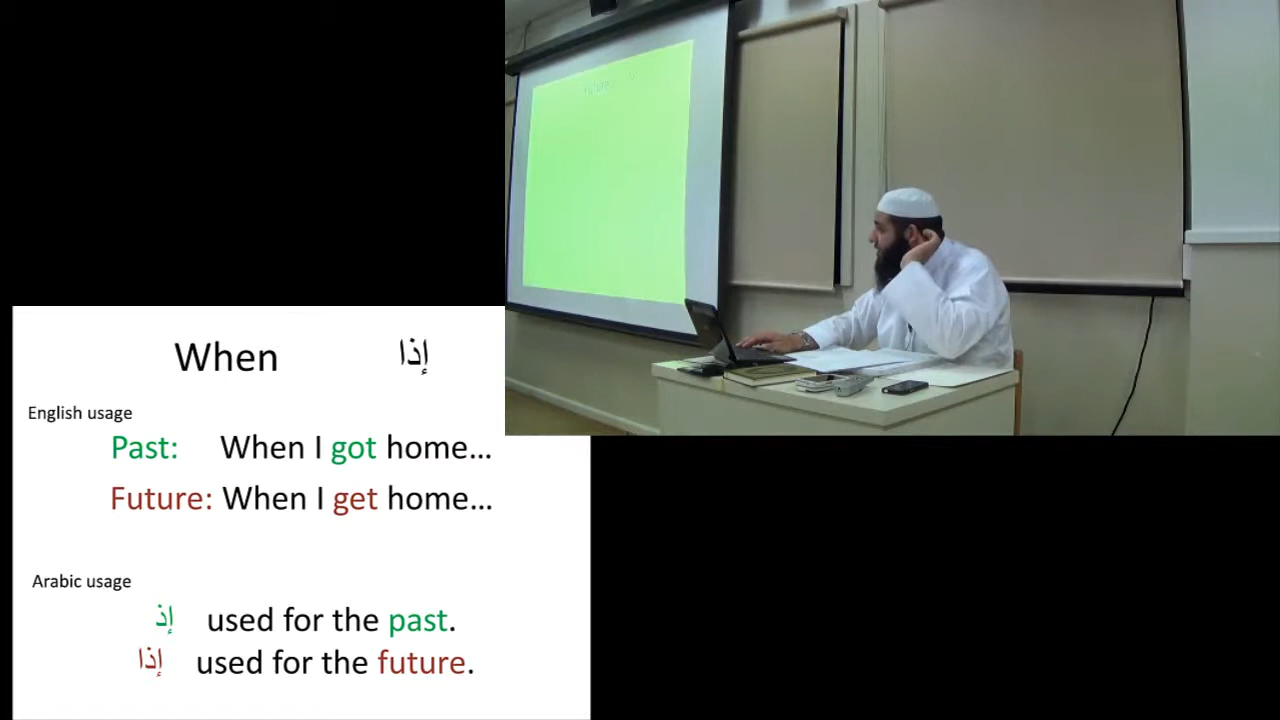 When إذا
English usage
Past: When I got home...
Future: When I get home...
Arabic usage
إذ used for the past.
إذا used for the future.